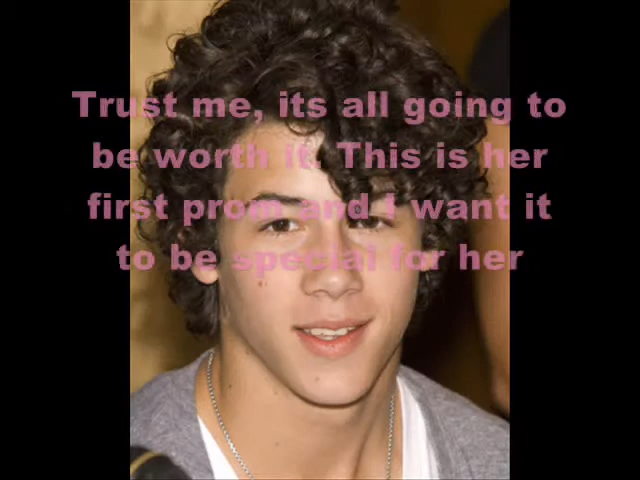 Trust me, its all going to
be worth it. This is her
first prom and I want it
to be special for her